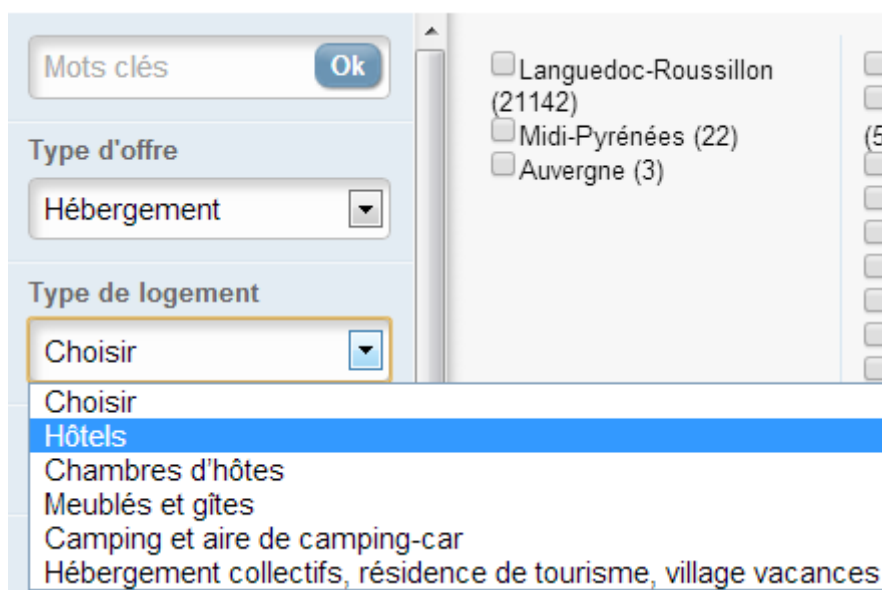 Mots clés
Ok
Type d'offre
Hébergement
Type de logement
Choisir
Choisir
Hôtels
Chambres d’hôtes
Meublés et gîtes
Camping et aire de camping-car
Hébergement collectifs, résidence de tourisme, village vacances
Languedoc-Roussillon
(21142)
Midi-Pyrénées (22)
Auvergne (3)
(5